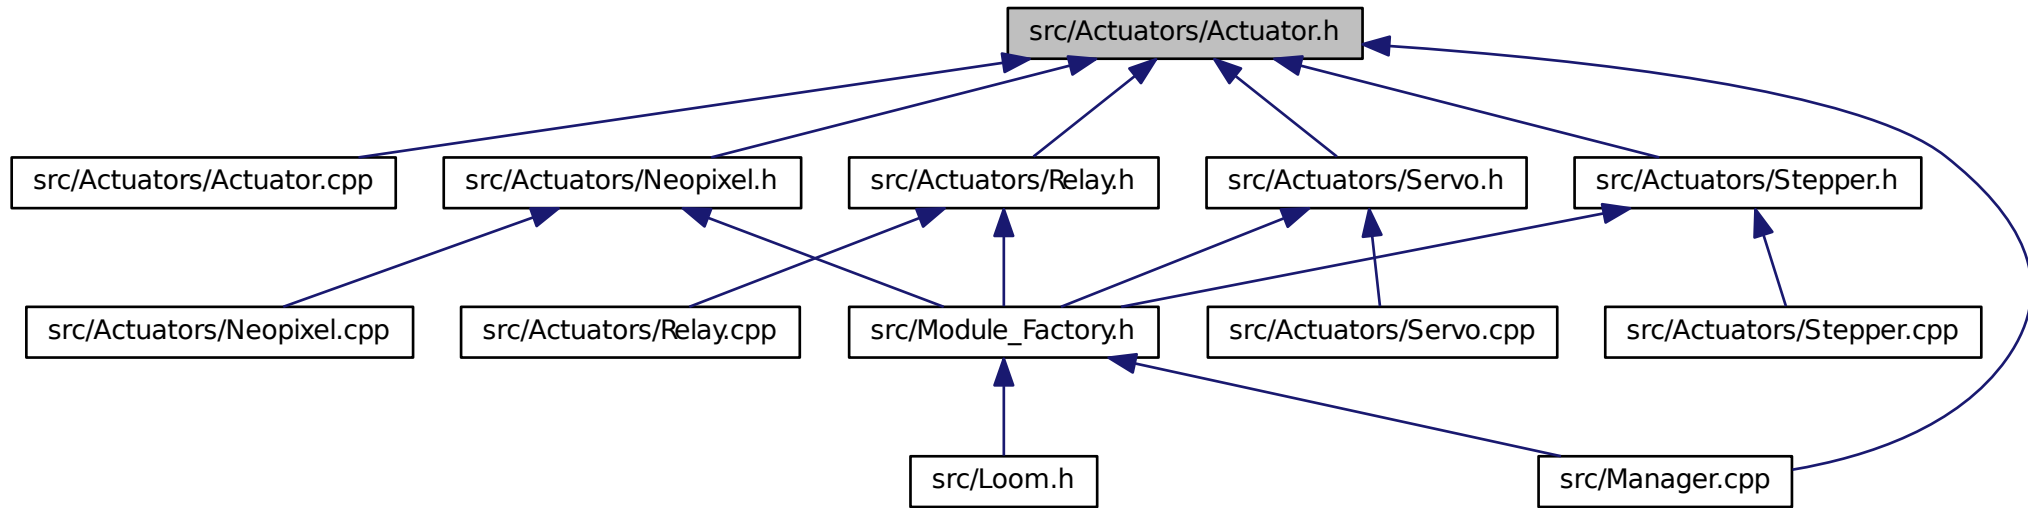 src/Actuators/Actuator.h
src/Actuators/Actuator.cpp
src/Actuators/Neopixel.h
src/Actuators/Relay.h
src/Actuators/Servo.h
src/Actuators/Stepper.h
src/Actuators/Neopixel.cpp
src/Actuators/Relay.cpp
src/Module_Factory.h
src/Actuators/Servo.cpp
src/Actuators/Stepper.cpp
src/Loom.h
src/Manager.cpp